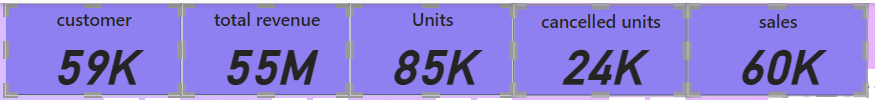 customer
59K
total revenue
55M
Units
85K
cancelled units
24K
sales
60K